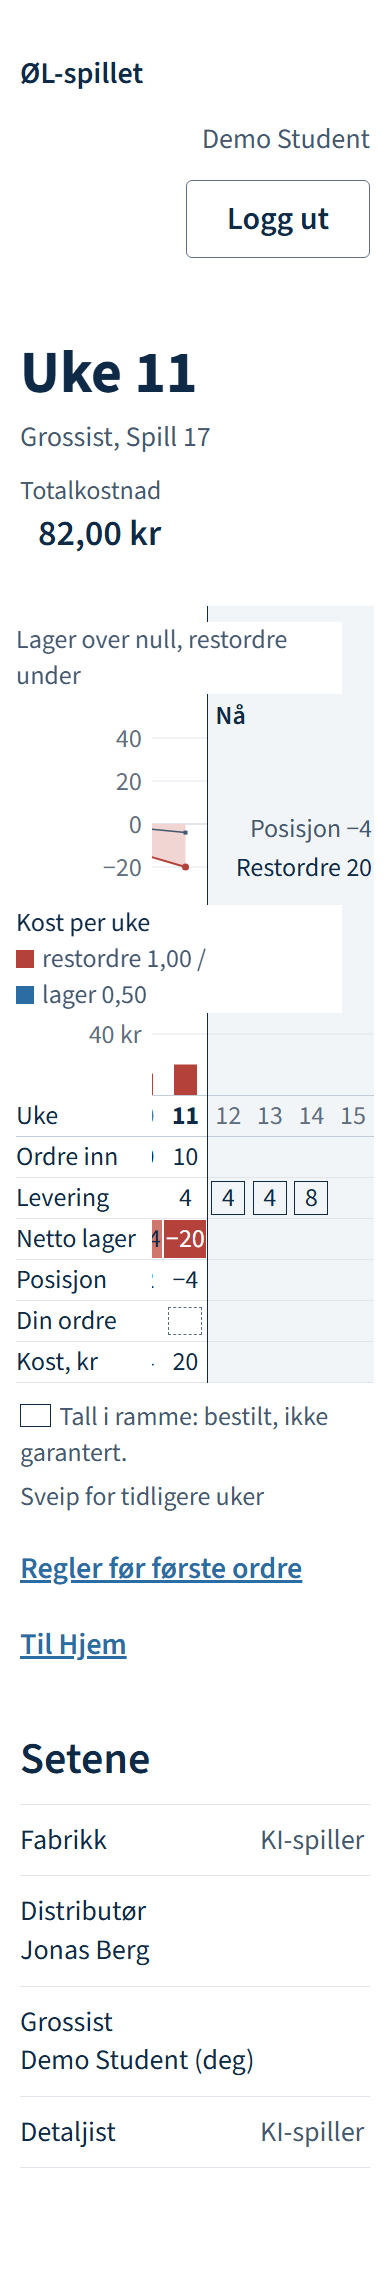 ØL-spillet
Demo Student
Logg ut
Uke 11
Grossist, Spill 17
Totalkostnad
82,00 kr
Lager over null, restordre
under
Nå
40
20
0
−20
Posisjon −4
Restordre 20
Kost per uke
restordre 1,00 /
lager 0,50
40 kr
Uke 11 12 13 14 15
Ordre inn 10
Levering 4 4 4 8
Netto lager 4 −20
Posisjon −4
Din ordre
Kost, kr 20
Tall i ramme: bestilt, ikke
garantert.
Sveip for tidligere uker
Regler før første ordre
Til Hjem
Setene
Fabrikk KI-spiller
Distributør
Jonas Berg
Grossist
Demo Student (deg)
Detaljist KI-spiller